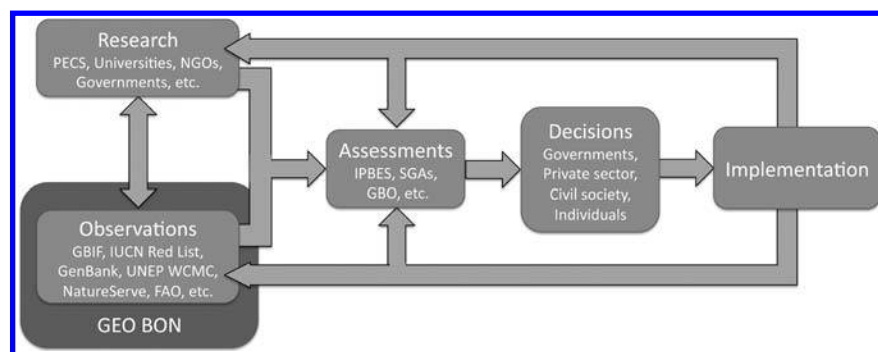 Research
PECS, Universities, NGOs,
Governments, etc.
Assessments
IPBES, SGAs,
GBO, etc.
Decisions
Governments,
Private sector,
Civil society,
Individuals
Implementation
Observations
GBIF, IUCN Red List,
GenBank, UNEP WCMC,
NatureServe, FAO, etc.
GEO BON